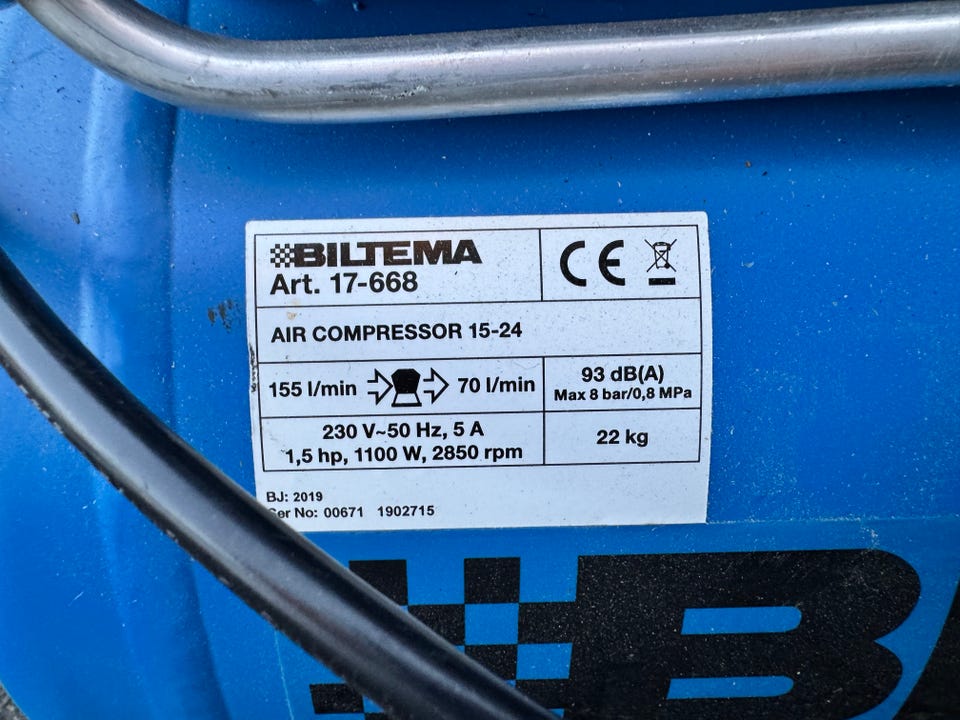 BILTEMA
Art. 17-668
CE
AIR COMPRESSOR 15-24
155 l/min 70 l/min
93 dB(A)
Max 8 bar/0,8 MPa
230 V~50 Hz, 5 A
1,5 hp, 1100 W, 2850 rpm
22 kg
BJ: 2019
Ser No: 00671 1902715
B